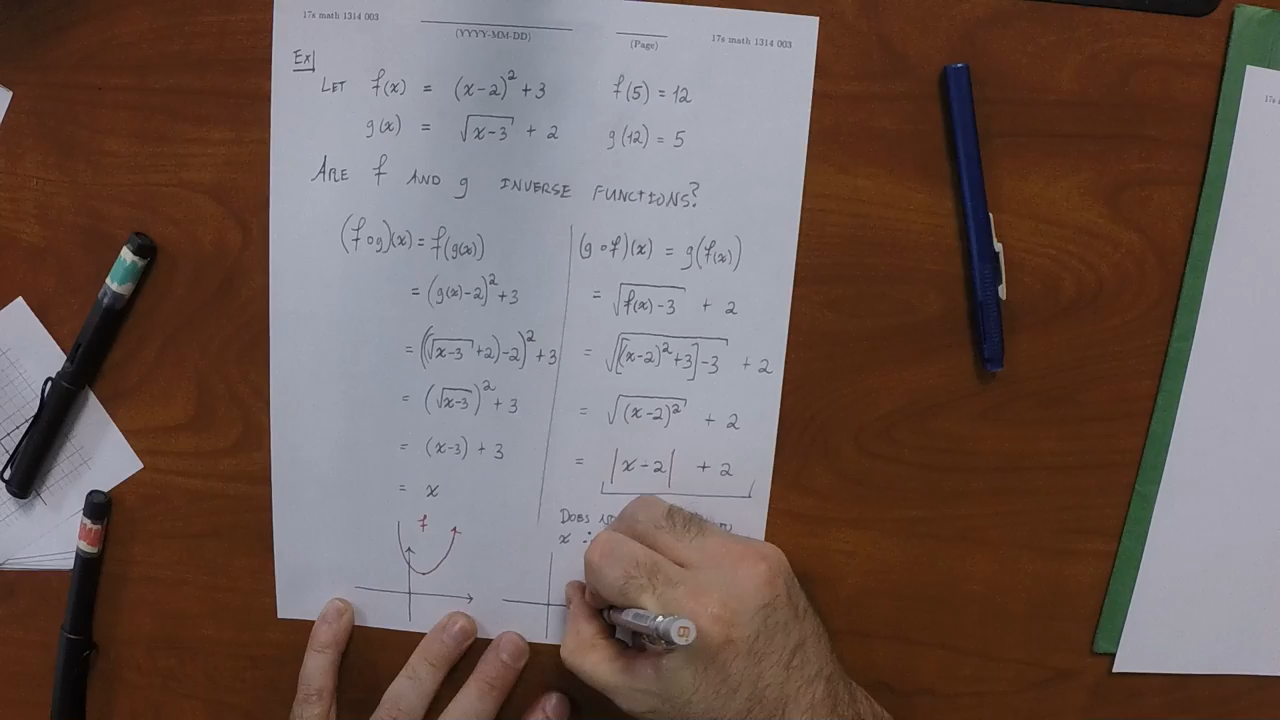 17s math 1314 003
(YYYY-MM-DD)
(Page)
17s math 1314 003
Ex
LET f(x) = (x-2)² + 3
f(5) = 12
g(x) = √(x-3) + 2
g(12) = 5
ARE f AND g INVERSE FUNCTIONS?
(f∘g)(x) = f(g(x))
= (g(x)-2)² + 3
= ((√(x-3) + 2) - 2)² + 3
= (√(x-3))² + 3
= (x-3) + 3
= x
f
(g∘f)(x) = g(f(x))
= √(f(x)-3) + 2
= √([(x-2)² + 3] - 3) + 2
= √((x-2)²) + 2
= |x-2| + 2
DOES
x
17s
6